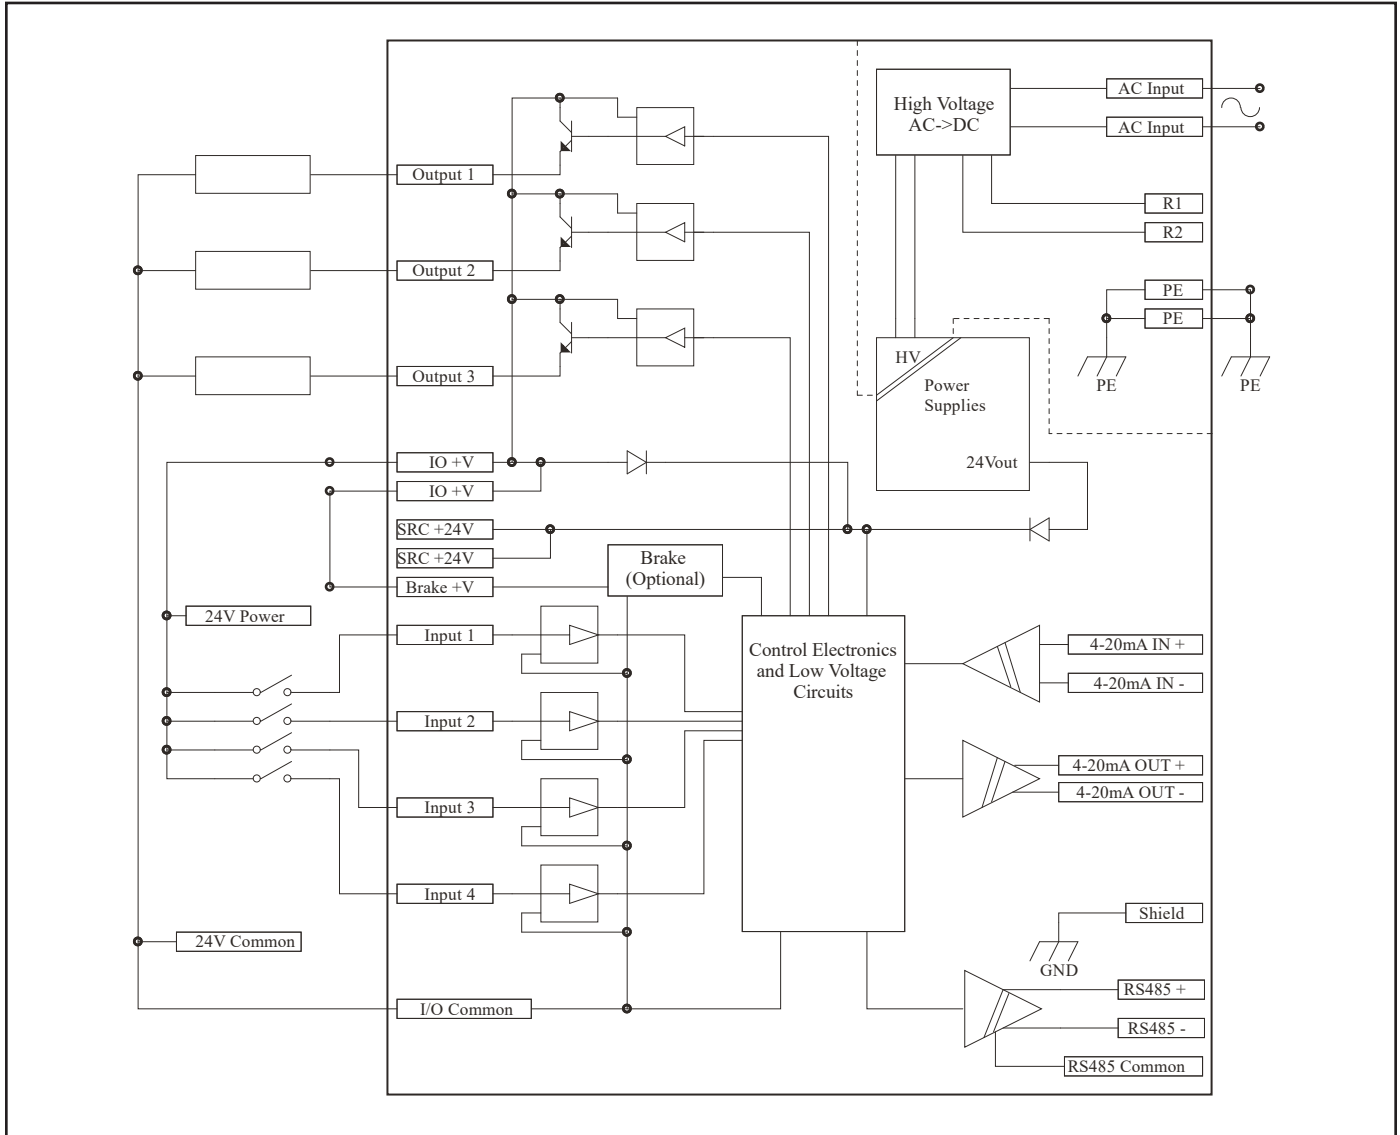 High Voltage
AC->DC
AC Input
AC Input
R1
R2
PE
PE
PE
PE
HV
Power
Supplies
24Vout
Output 1
Output 2
Output 3
IO +V
IO +V
SRC +24V
SRC +24V
Brake +V
Brake
(Optional)
24V Power
Input 1
Input 2
Input 3
Input 4
24V Common
I/O Common
Control Electronics
and Low Voltage
Circuits
4-20mA IN +
4-20mA IN -
4-20mA OUT +
4-20mA OUT -
Shield
GND
RS485 +
RS485 -
RS485 Common